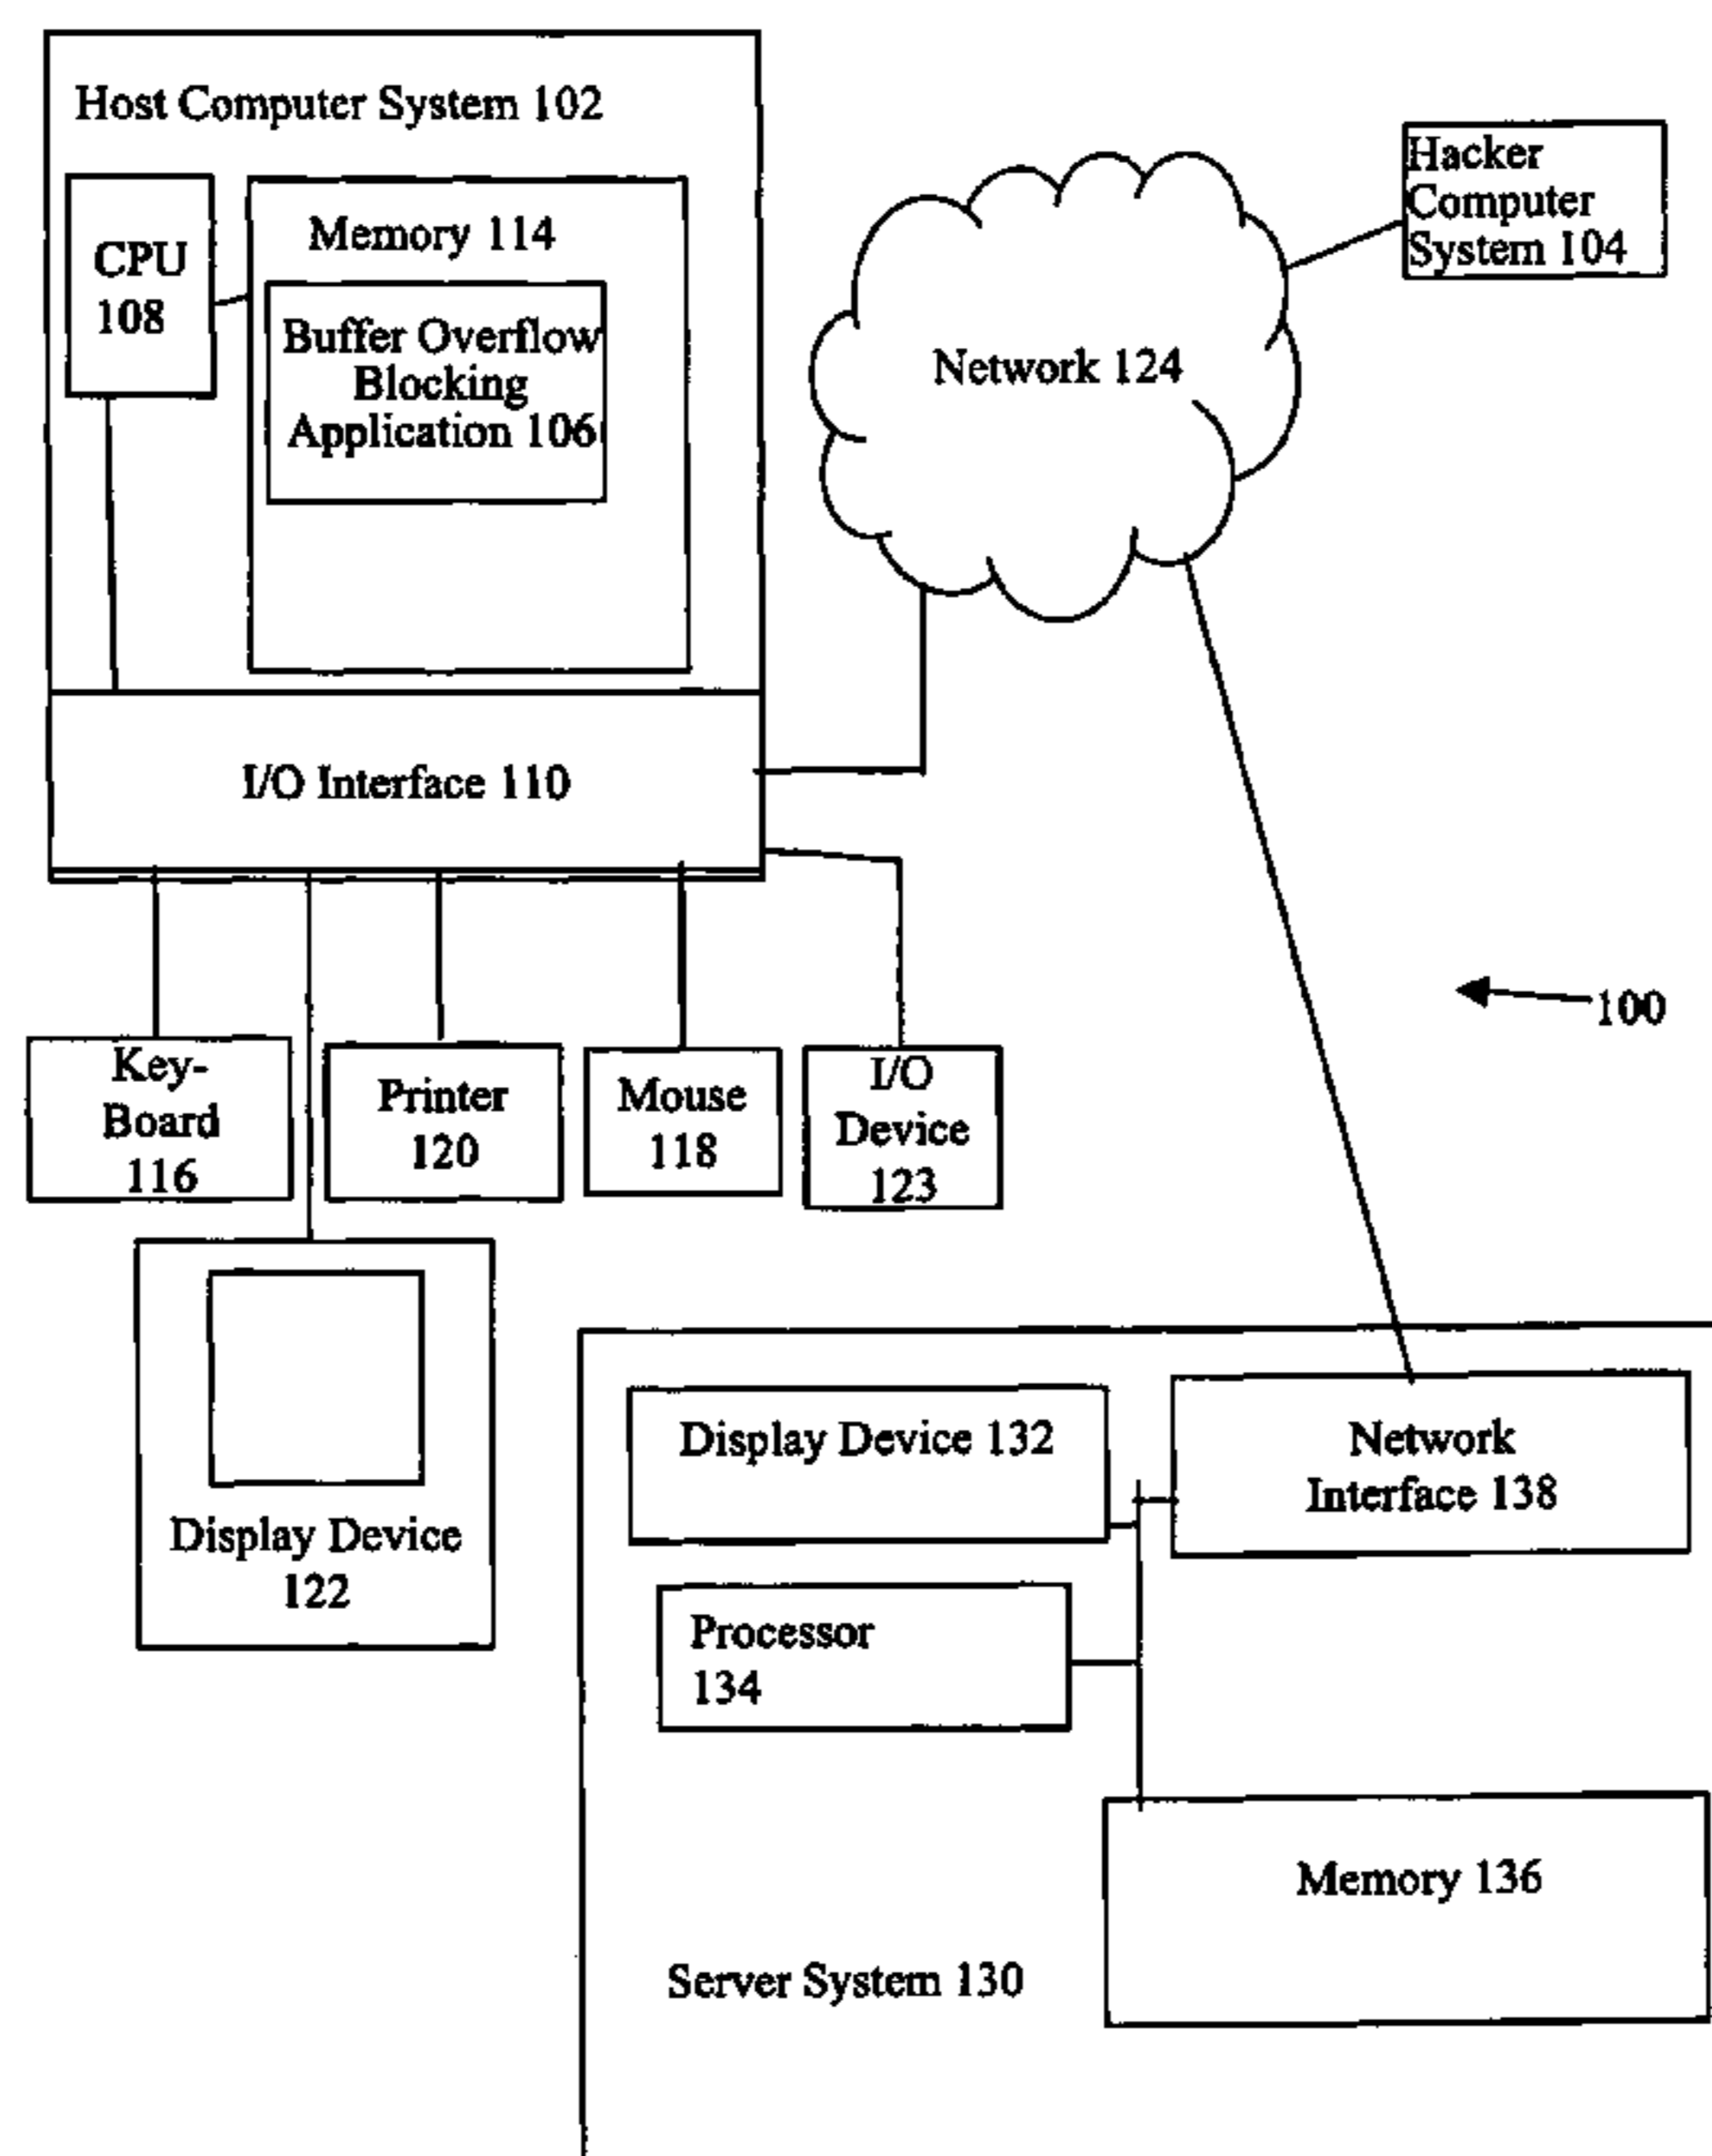 Host Computer System 102
CPU
108
Memory 114
Buffer Overflow
Blocking
Application 106
I/O Interface 110
Network 124
Hacker
Computer
System 104
100
Key-
Board
116
Printer
120
Mouse
118
I/O
Device
123
Display Device
122
Display Device 132
Network
Interface 138
Processor
134
Memory 136
Server System 130